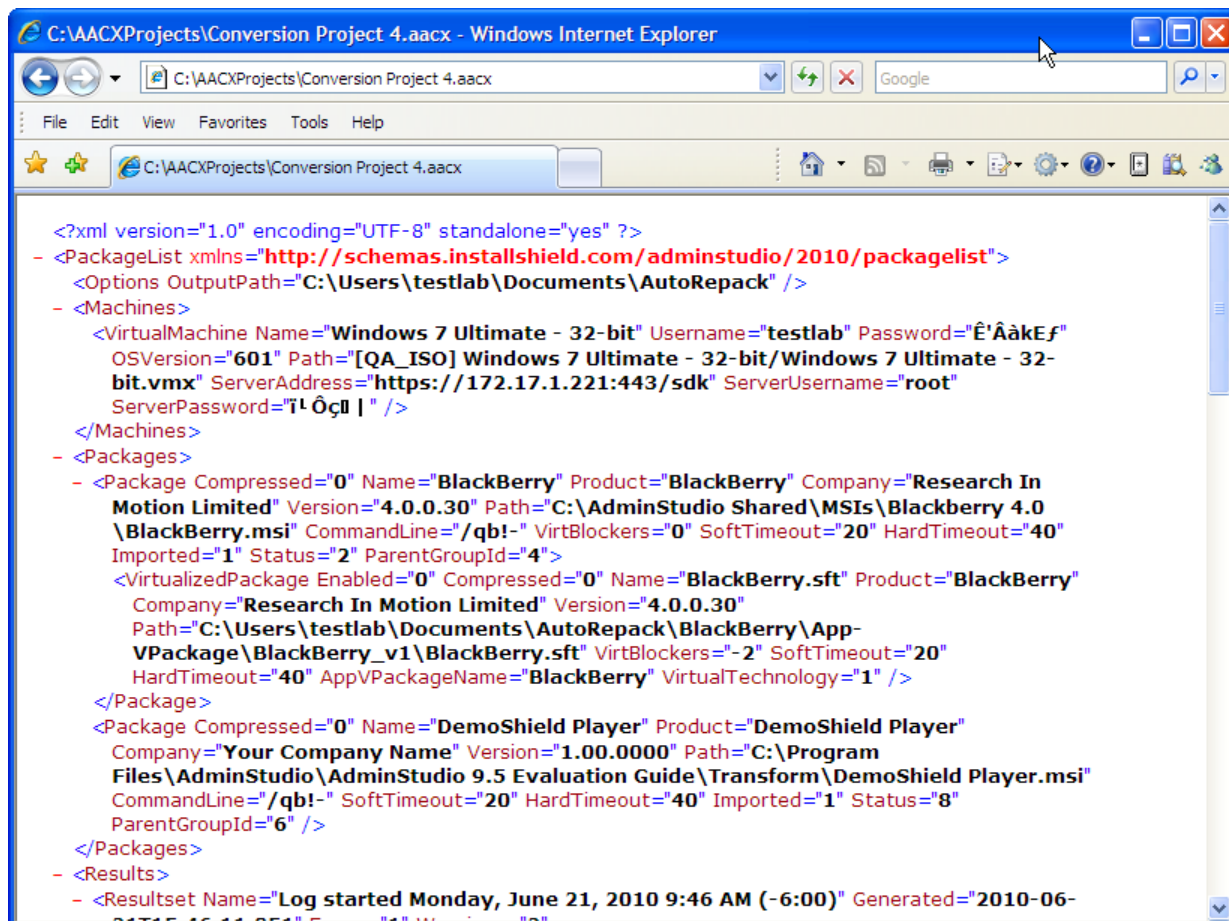 C:\AACXProjects\Conversion Project 4.aacx - Windows Internet Explorer
C:\AACXProjects\Conversion Project 4.aacx
Google
File Edit View Favorites Tools Help
C:\AACXProjects\Conversion Project 4.aacx
<?xml version="1.0" encoding="UTF-8" standalone="yes" ?>
- <PackageList xmlns="http://schemas.installshield.com/adminstudio/2010/packagelist">
<Options OutputPath="C:\Users\testlab\Documents\AutoRepack" />
- <Machines>
<VirtualMachine Name="Windows 7 Ultimate - 32-bit" Username="testlab" Password="Ê'ÂàkEƒ"
OSVersion="601" Path="[QA_ISO] Windows 7 Ultimate - 32-bit/Windows 7 Ultimate - 32-
bit.vmx" ServerAddress="https://172.17.1.221:443/sdk" ServerUsername="root"
ServerPassword=" " />
</Machines>
- <Packages>
- <Package Compressed="0" Name="BlackBerry" Product="BlackBerry" Company="Research In
Motion Limited" Version="4.0.0.30" Path="C:\AdminStudio Shared\MSIs\Blackberry 4.0
\BlackBerry.msi" CommandLine="/qb!-" VirtBlockers="0" SoftTimeout="20" HardTimeout="40"
Imported="1" Status="2" ParentGroupId="4">
<VirtualizedPackage Enabled="0" Compressed="0" Name="BlackBerry.sft" Product="BlackBerry"
Company="Research In Motion Limited" Version="4.0.0.30"
Path="C:\Users\testlab\Documents\AutoRepack\BlackBerry\App-
VPackage\BlackBerry_v1\BlackBerry.sft" VirtBlockers="-2" SoftTimeout="20"
HardTimeout="40" AppVPackageName="BlackBerry" VirtualTechnology="1" />
</Package>
<Package Compressed="0" Name="DemoShield Player" Product="DemoShield Player"
Company="Your Company Name" Version="1.00.0000" Path="C:\Program
Files\AdminStudio\AdminStudio 9.5 Evaluation Guide\Transform\DemoShield Player.msi"
CommandLine="/qb!-" SoftTimeout="20" HardTimeout="40" Imported="1" Status="8"
ParentGroupId="6" />
</Packages>
- <Results>
- <Resultset Name="Log started Monday, June 21, 2010 9:46 AM (-6:00)" Generated="2010-06-